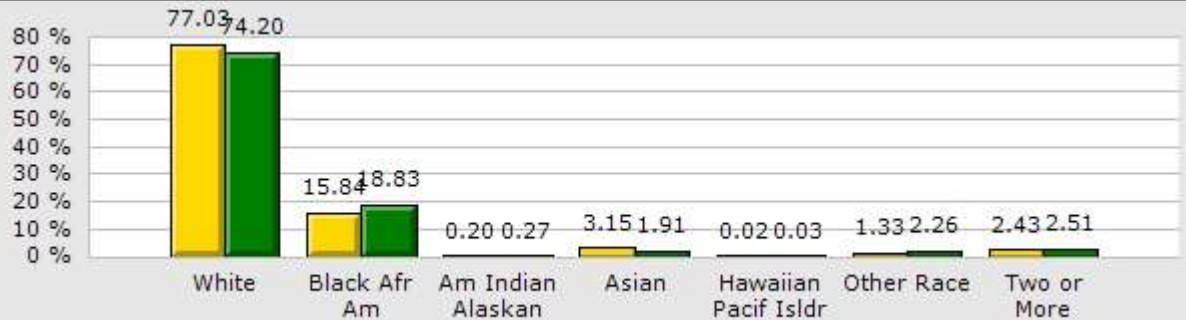 77.03 74.20
80 %
70 %
60 %
50 %
40 %
30 %
20 %
10 %
0 %
15.84 18.83
0.20 0.27
3.15 1.91
0.02 0.03
1.33 2.26
2.43 2.51
White
Black Afr
Am
Am Indian
Alaskan
Asian
Hawaiian
Pacif Isldr
Other Race
Two or
More